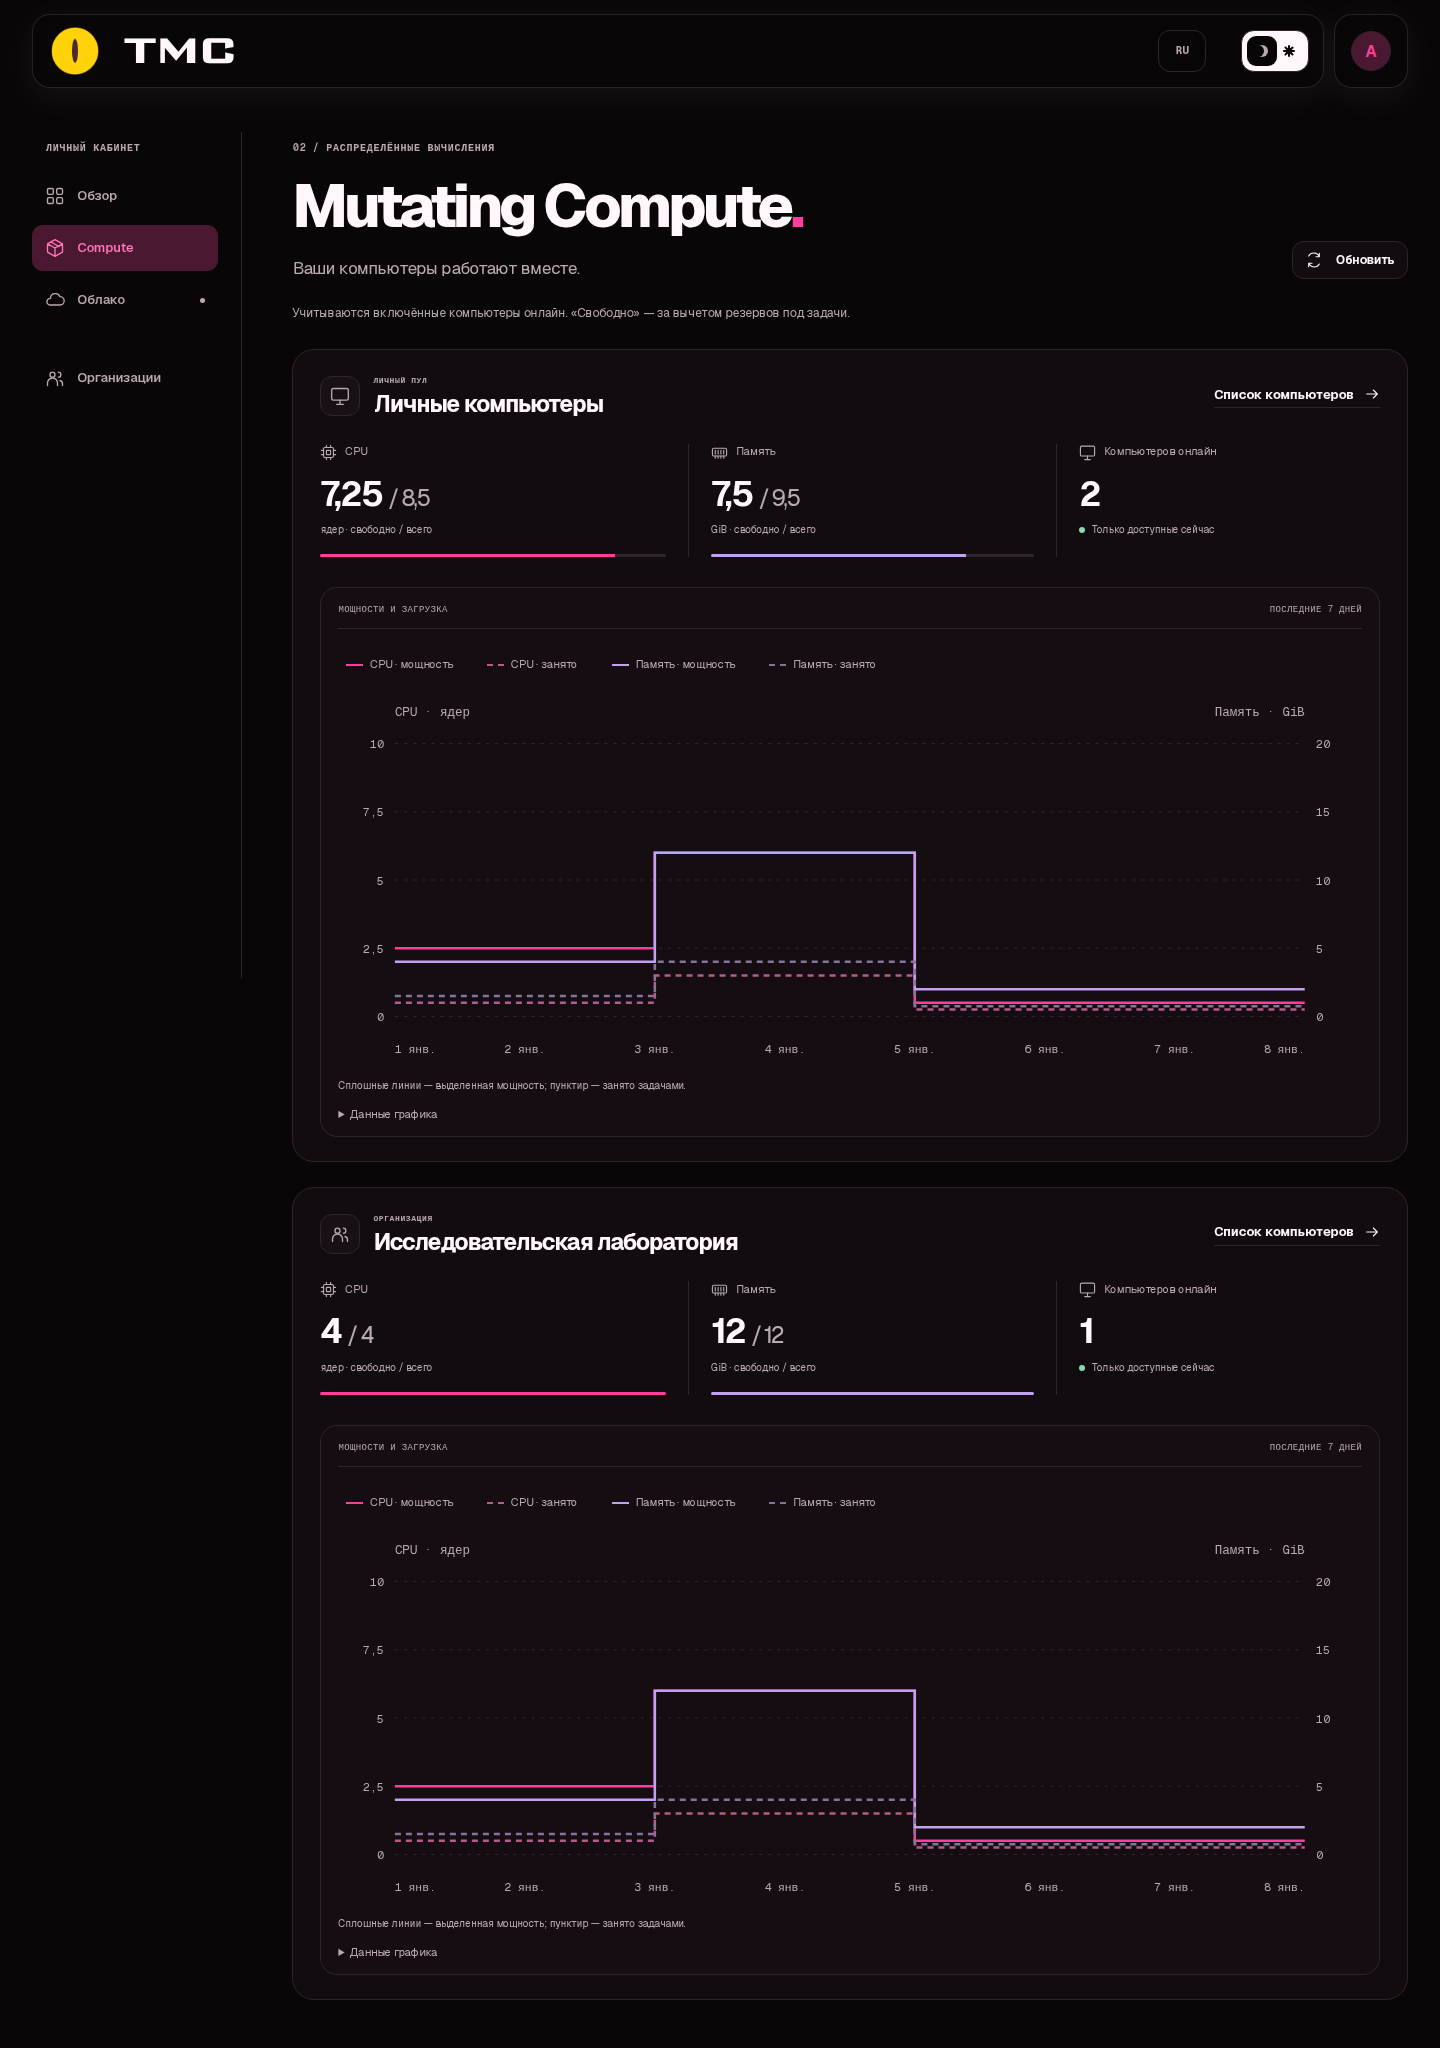 TMC
RU
A
ЛИЧНЫЙ КАБИНЕТ
Обзор
Compute
Облако
Организации
02 / РАСПРЕДЕЛЁННЫЕ ВЫЧИСЛЕНИЯ
Mutating Compute.
Ваши компьютеры работают вместе.
Обновить
Учитываются включённые компьютеры онлайн. «Свободно» — за вычетом резервов под задачи.
ЛИЧНЫЙ ПУЛ
Личные компьютеры
Список компьютеров →
CPU
7,25 / 8,5
ядер · свободно / всего
Память
7,5 / 9,5
GiB · свободно / всего
Компьютеров онлайн
2
Только доступные сейчас
МОЩНОСТИ И ЗАГРУЗКА
ПОСЛЕДНИЕ 7 ДНЕЙ
CPU · мощность
CPU · занято
Память · мощность
Память · занято
CPU · ядер
Память · GiB
10 20
7,5 15
5 10
2,5 5
0 0
1 янв. 2 янв. 3 янв. 4 янв. 5 янв. 6 янв. 7 янв. 8 янв.
Сплошные линии — выделенная мощность; пунктир — занято задачами.
▶ Данные графика
ОРГАНИЗАЦИЯ
Исследовательская лаборатория
Список компьютеров →
CPU
4 / 4
ядер · свободно / всего
Память
12 / 12
GiB · свободно / всего
Компьютеров онлайн
1
Только доступные сейчас
МОЩНОСТИ И ЗАГРУЗКА
ПОСЛЕДНИЕ 7 ДНЕЙ
CPU · мощность
CPU · занято
Память · мощность
Память · занято
CPU · ядер
Память · GiB
10 20
7,5 15
5 10
2,5 5
0 0
1 янв. 2 янв. 3 янв. 4 янв. 5 янв. 6 янв. 7 янв. 8 янв.
Сплошные линии — выделенная мощность; пунктир — занято задачами.
▶ Данные графика